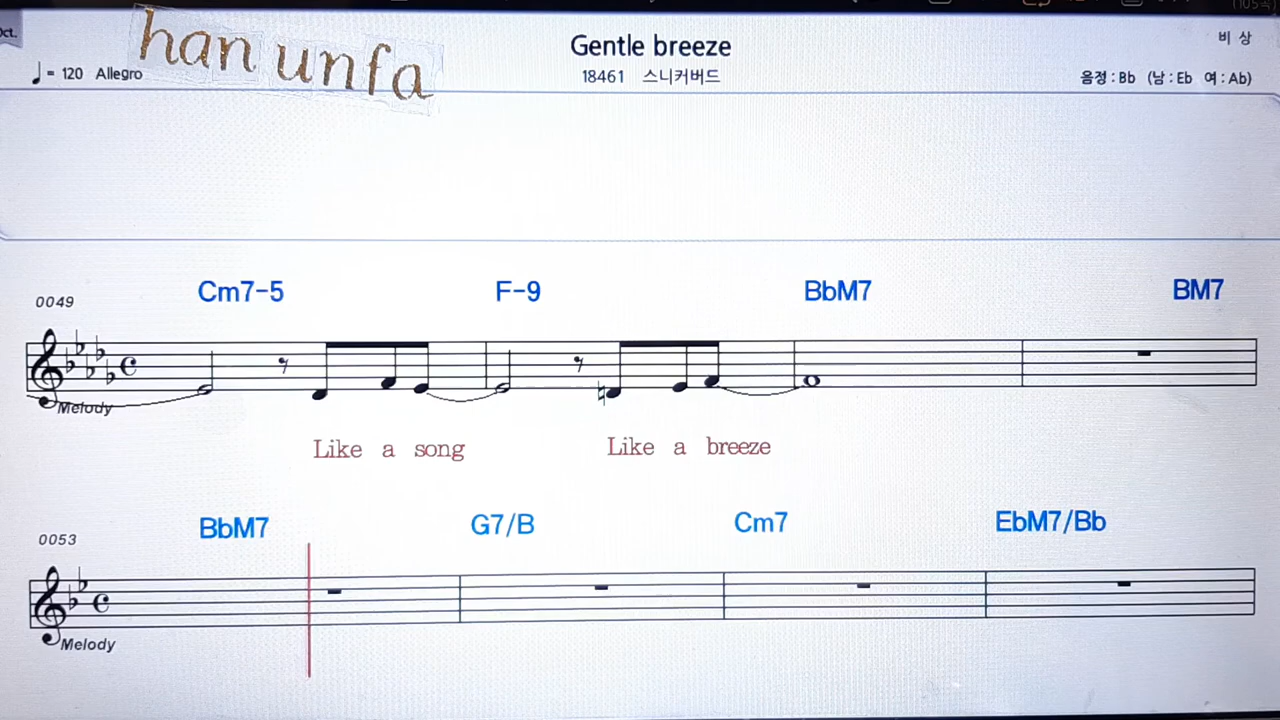 Oct.
han unfa
Gentle breeze
비 상
♩= 120 Allegro
18461 스니커버드
음정 : Bb (남 : Eb 여 : Ab)
0049
Cm7-5 F-9 BbM7 BM7
Melody
Like a song Like a breeze
0053
BbM7 G7/B Cm7 EbM7/Bb
Melody